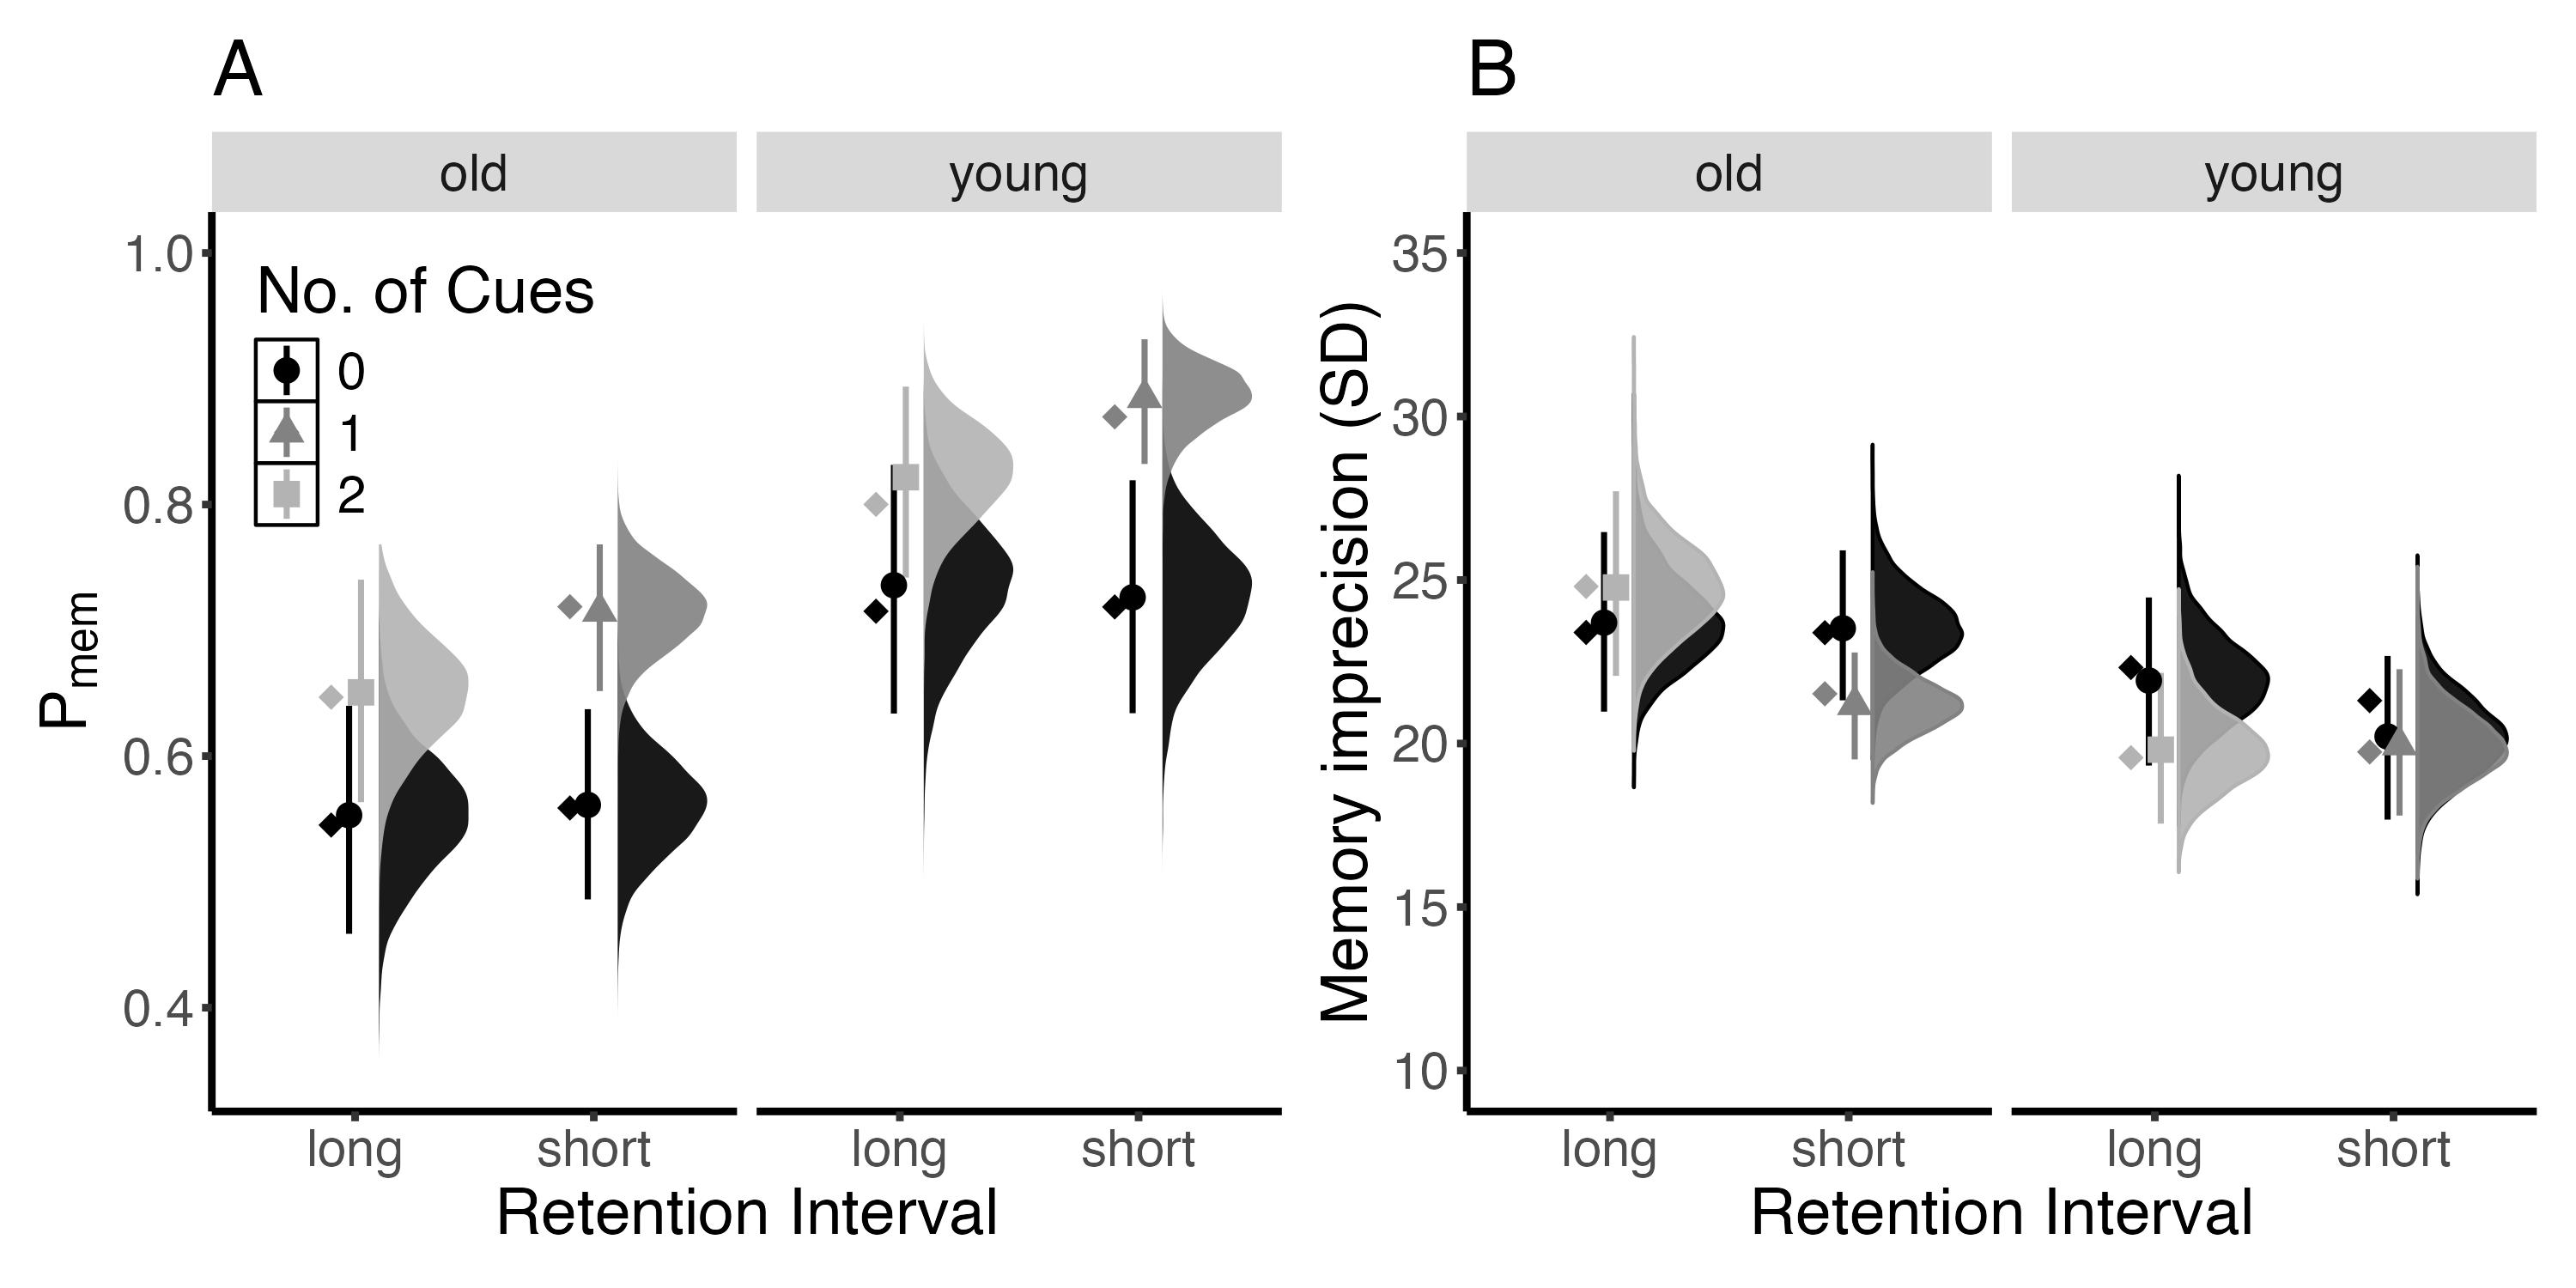 A
old young
P_mem
1.0
0.8
0.6
0.4
No. of Cues
0
1
2
long short long short
Retention Interval
B
old young
Memory imprecision (SD)
35
30
25
20
15
10
long short long short
Retention Interval